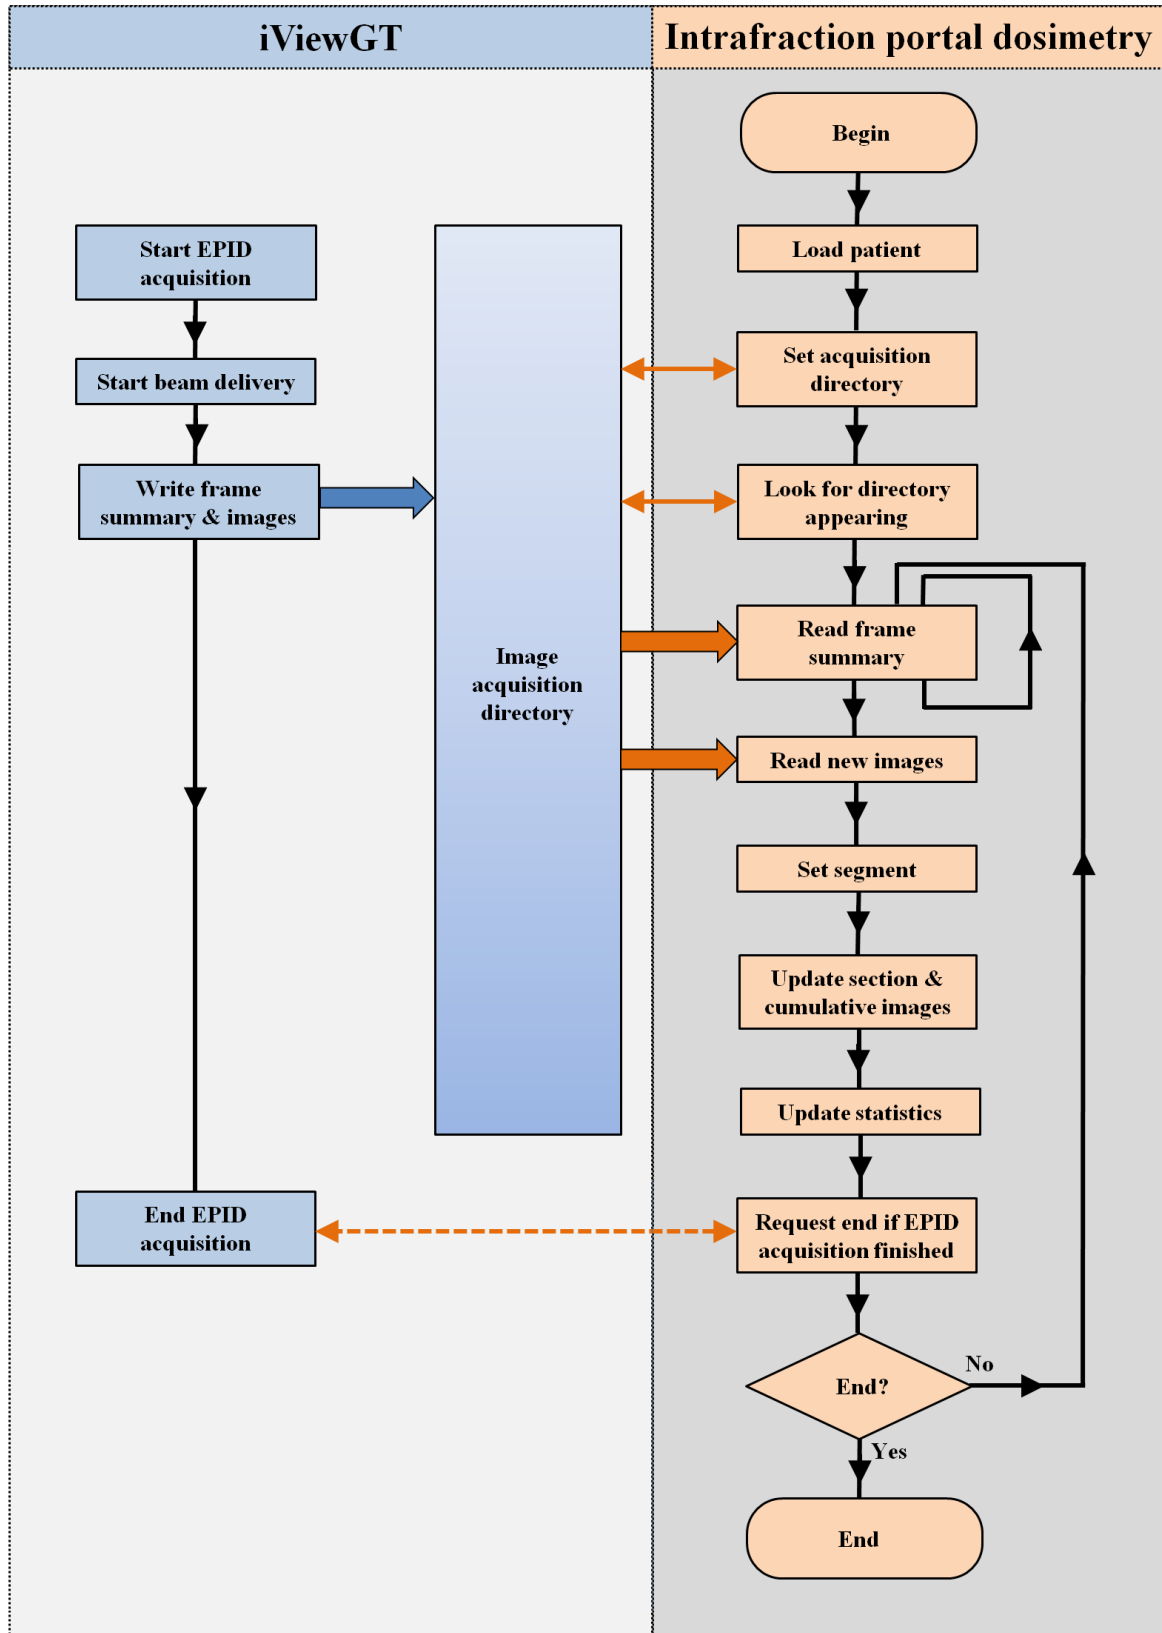 iViewGT
Intrafraction portal dosimetry
Start EPID
acquisition
Start beam delivery
Write frame
summary & images
End EPID
acquisition
Image
acquisition
directory
Begin
Load patient
Set acquisition
directory
Look for directory
appearing
Read frame
summary
Read new images
Set segment
Update section &
cumulative images
Update statistics
Request end if EPID
acquisition finished
End?
No
Yes
End